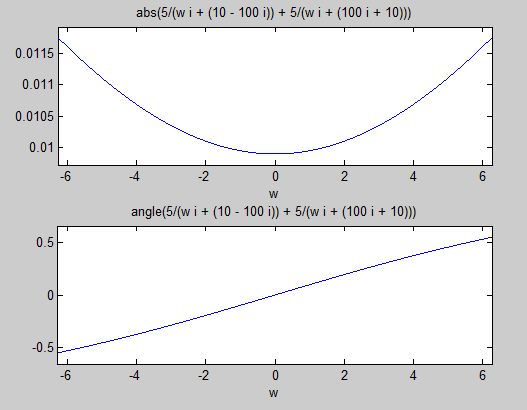 abs(5/(w i + (10 - 100 i)) + 5/(w i + (100 i + 10)))
0.0115
0.011
0.0105
0.01
-6 -4 -2 0 2 4 6
w
angle(5/(w i + (10 - 100 i)) + 5/(w i + (100 i + 10)))
0.5
0
-0.5
-6 -4 -2 0 2 4 6
w